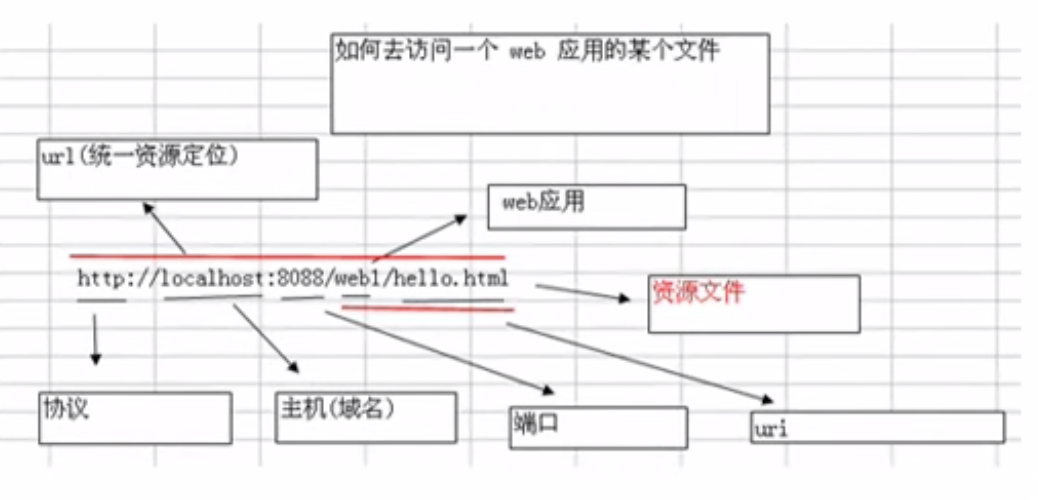 如何去访问一个 web 应用的某个文件
url(统一资源定位)
web应用
http://localhost:8088/web1/hello.html
资源文件
协议
主机(域名)
端口
uri